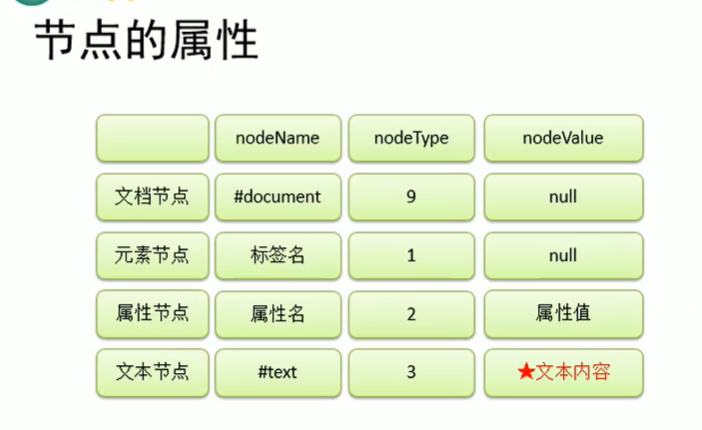 节点的属性
nodeName nodeType nodeValue
文档节点 #document 9 null
元素节点 标签名 1 null
属性节点 属性名 2 属性值
文本节点 #text 3 ★文本内容